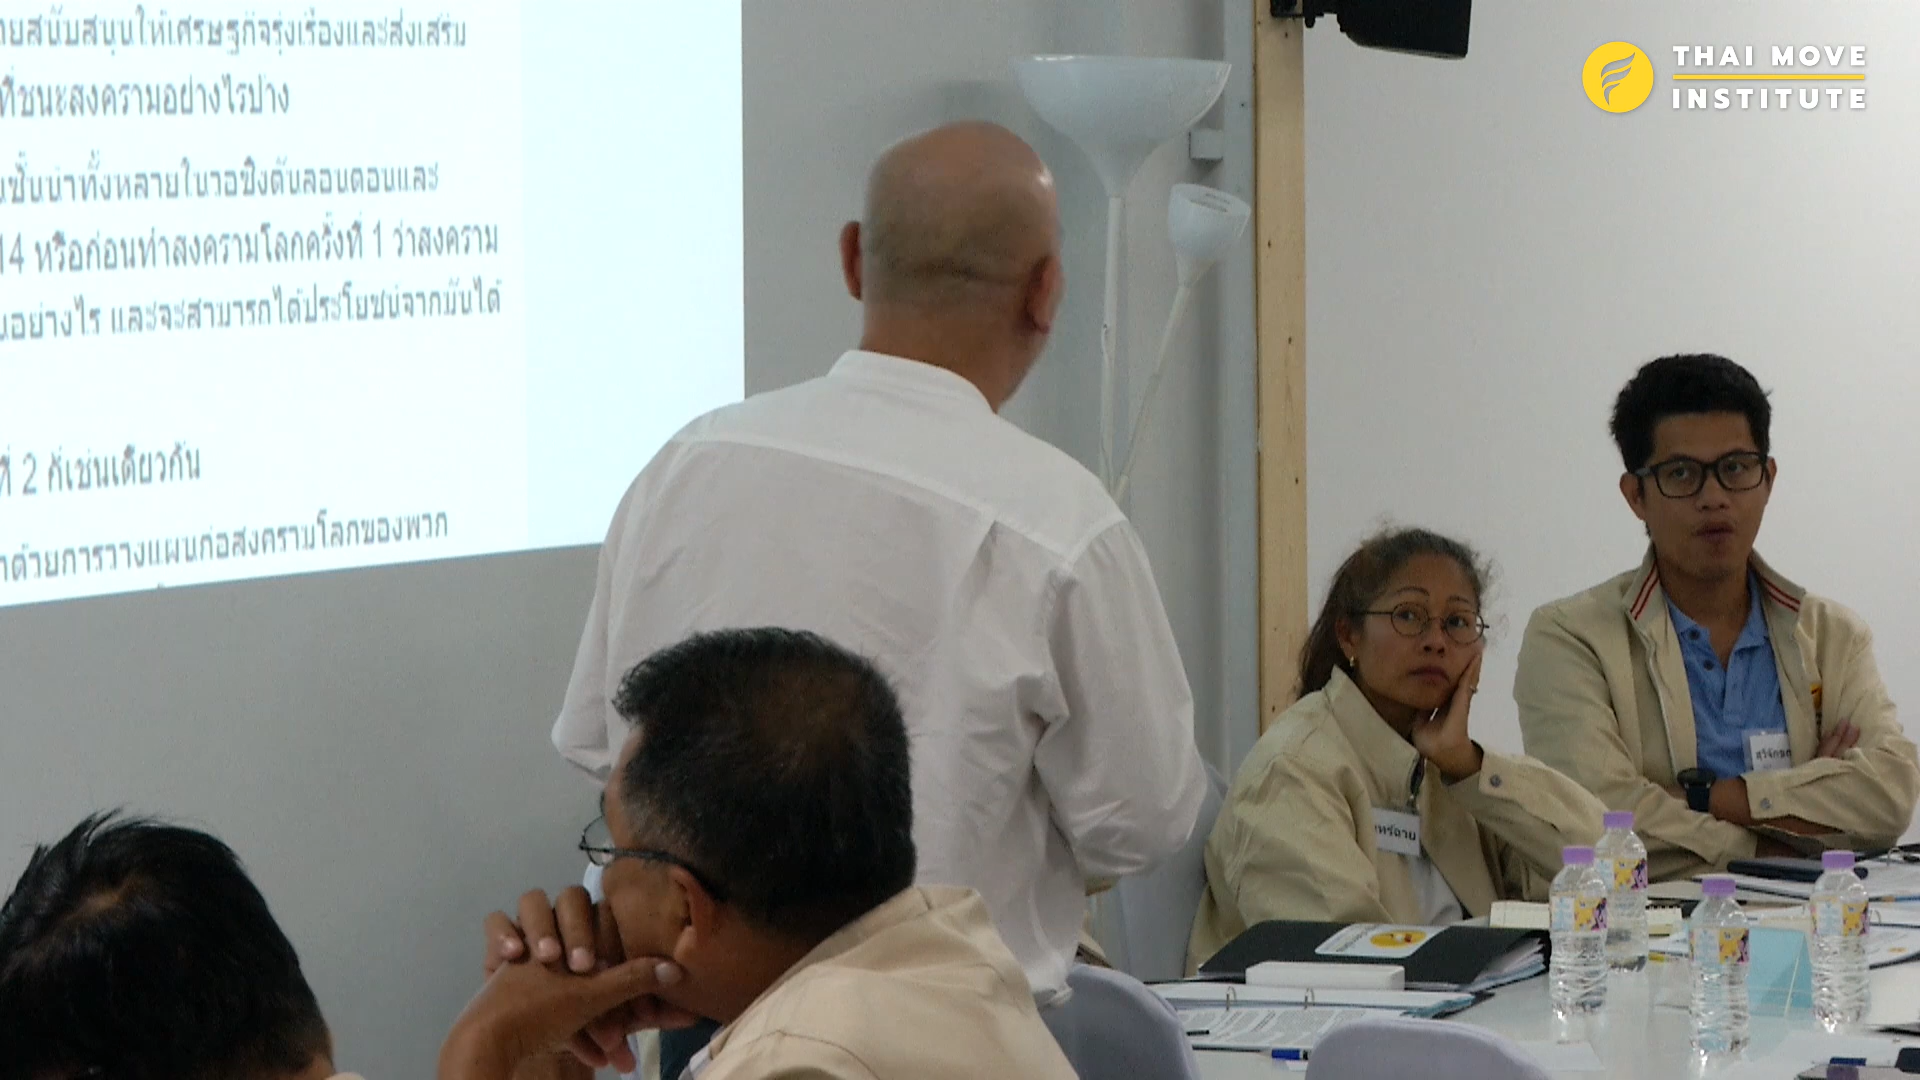 ยสนับสนุนให้เศรษฐกิจรุ่งเรืองและส่งเสริม
ที่ชนะสงครามอย่างไรบ้าง
ชั้นนำทั้งหลายในวอชิงตันลอนดอนและ
14 หรือก่อนทำสงครามโลกครั้งที่ 1 ว่าสงคราม
อย่างไร และจะสามารถได้ประโยชน์จากมันได้
ที่ 2 ก็เช่นเดียวกัน
ด้วยการวางแผนก่อสงครามโลกของพวก
THAI MOVE
INSTITUTE